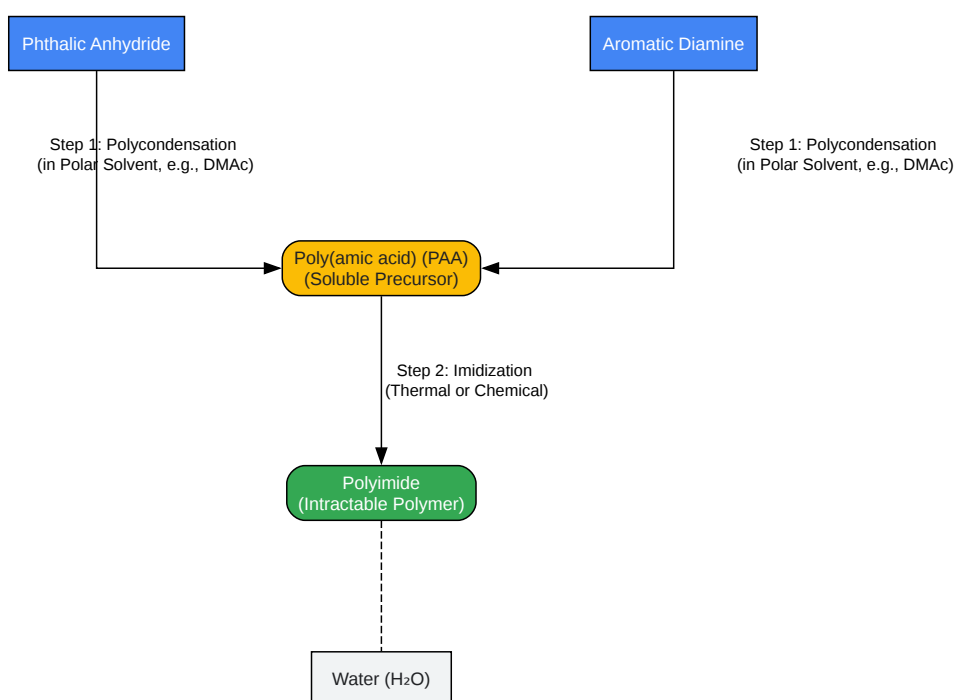 Phthalic Anhydride
Aromatic Diamine
Step 1: Polycondensation
(in Polar Solvent, e.g., DMAc)
Step 1: Polycondensation
(in Polar Solvent, e.g., DMAc)
Poly(amic acid) (PAA)
(Soluble Precursor)
Step 2: Imidization
(Thermal or Chemical)
Polyimide
(Intractable Polymer)
Water (H₂O)